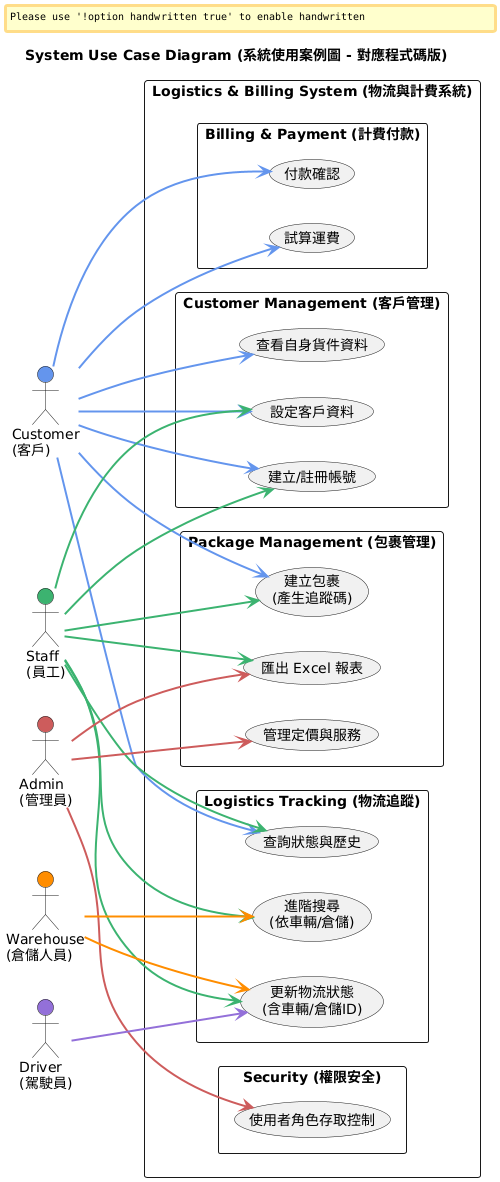 Please use '!option handwritten true' to enable handwritten
System Use Case Diagram (系統使用案例圖 - 對應程式碼版)
Logistics & Billing System (物流與計費系統)
Billing & Payment (計費付款)
付款確認
試算運費
Customer Management (客戶管理)
查看自身貨件資料
設定客戶資料
建立/註冊帳號
Customer
(客戶)
Package Management (包裹管理)
建立包裹
(產生追蹤碼)
匯出 Excel 報表
管理定價與服務
Staff
(員工)
Admin
(管理員)
Logistics Tracking (物流追蹤)
查詢狀態與歷史
進階搜尋
(依車輛/倉儲)
更新物流狀態
(含車輛/倉儲ID)
Warehouse
(倉儲人員)
Driver
(駕駛員)
Security (權限安全)
使用者角色存取控制